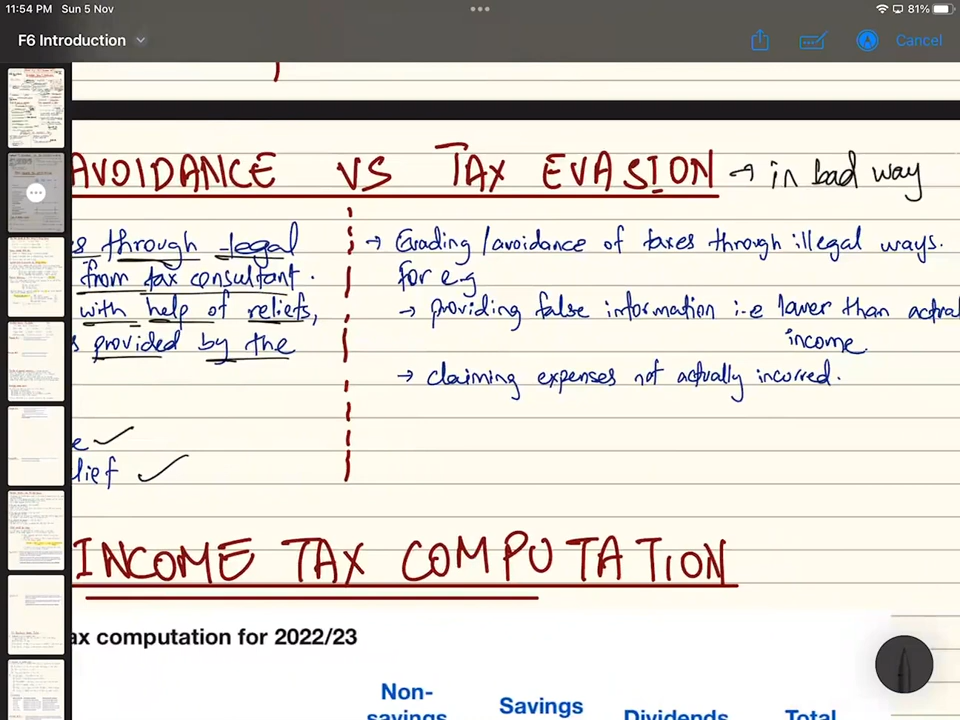 11:54 PM Sun 5 Nov
81%
F6 Introduction
Cancel
AVOIDANCE VS TAX EVASION → in bad way
s through legal
from tax consultant.
with help of reliefs,
s provided by the
e ✓
lief ✓
→ Evading /avoidance of taxes through illegal ways.
for e.g
→ providing false information i.e lower than actual
income.
→ claiming expenses not actually incorred.
INCOME TAX COMPUTATION
ax computation for 2022/23
Non-
savings
Savings
Dividends
Total